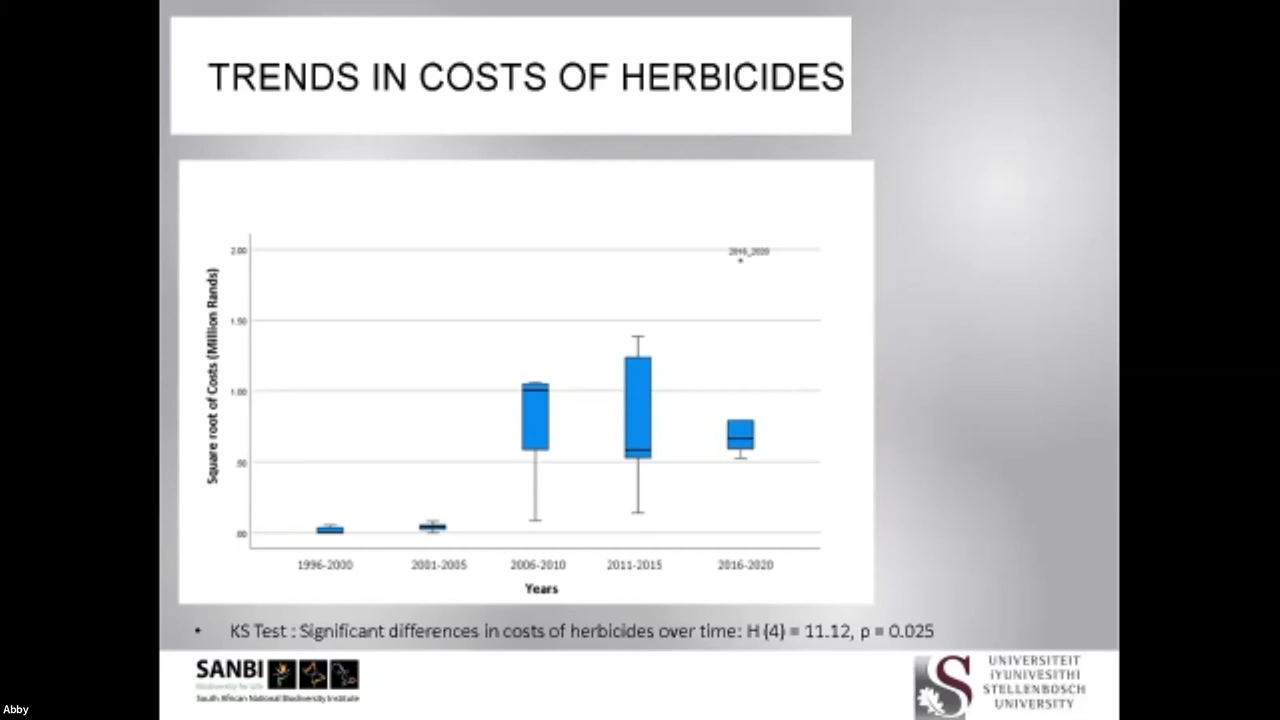 TRENDS IN COSTS OF HERBICIDES
2016_2020
2.00
1.50
1.00
.50
.00
Square root of Costs (Million Rands)
1996-2000 2001-2005 2006-2010 2011-2015 2016-2020
Years
• KS Test : Significant differences in costs of herbicides over time: H (4) = 11.12, p = 0.025
SANBI
Biodiversity for Life
South African National Biodiversity Institute
UNIVERSITEIT
iYUNIVESITHI
STELLENBOSCH
UNIVERSITY
Abby